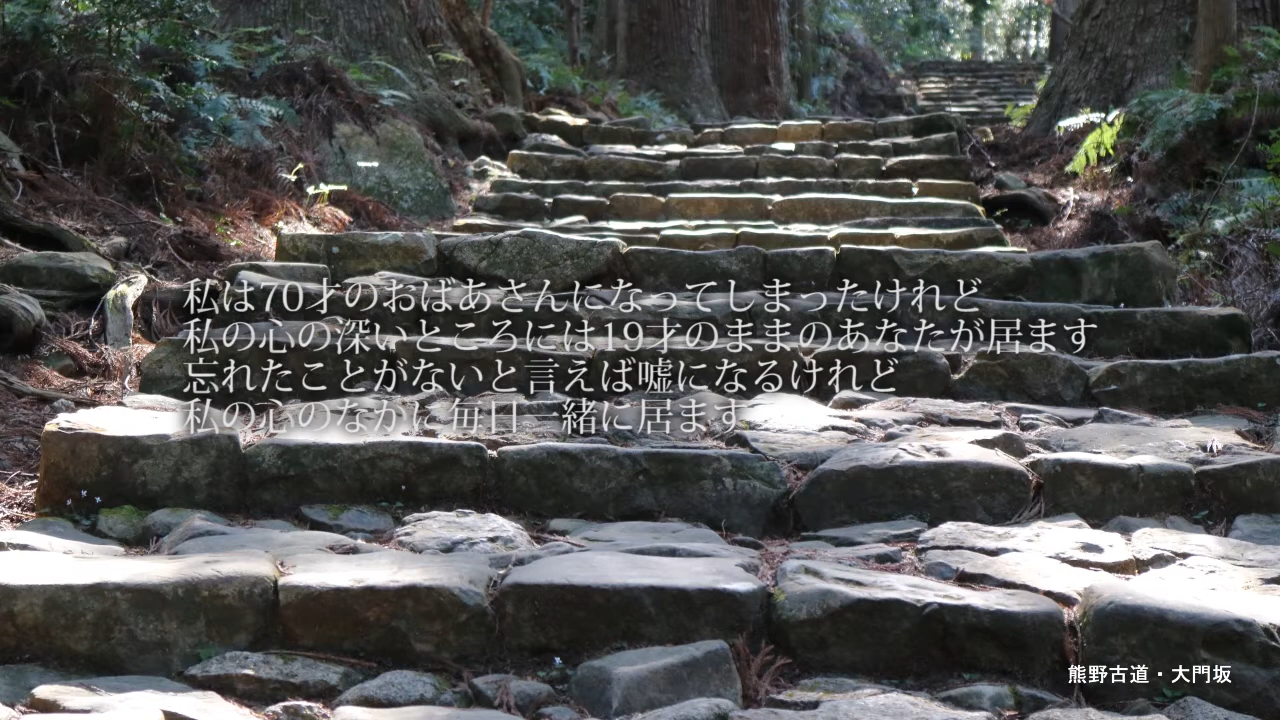 私は70才のおばあさんになってしまったけれど
私の心の深いところには19才のままのあなたが居ます
忘れたことがないと言えば嘘になるけれど
私の心のなかに毎日一緒に居ます
熊野古道・大門坂